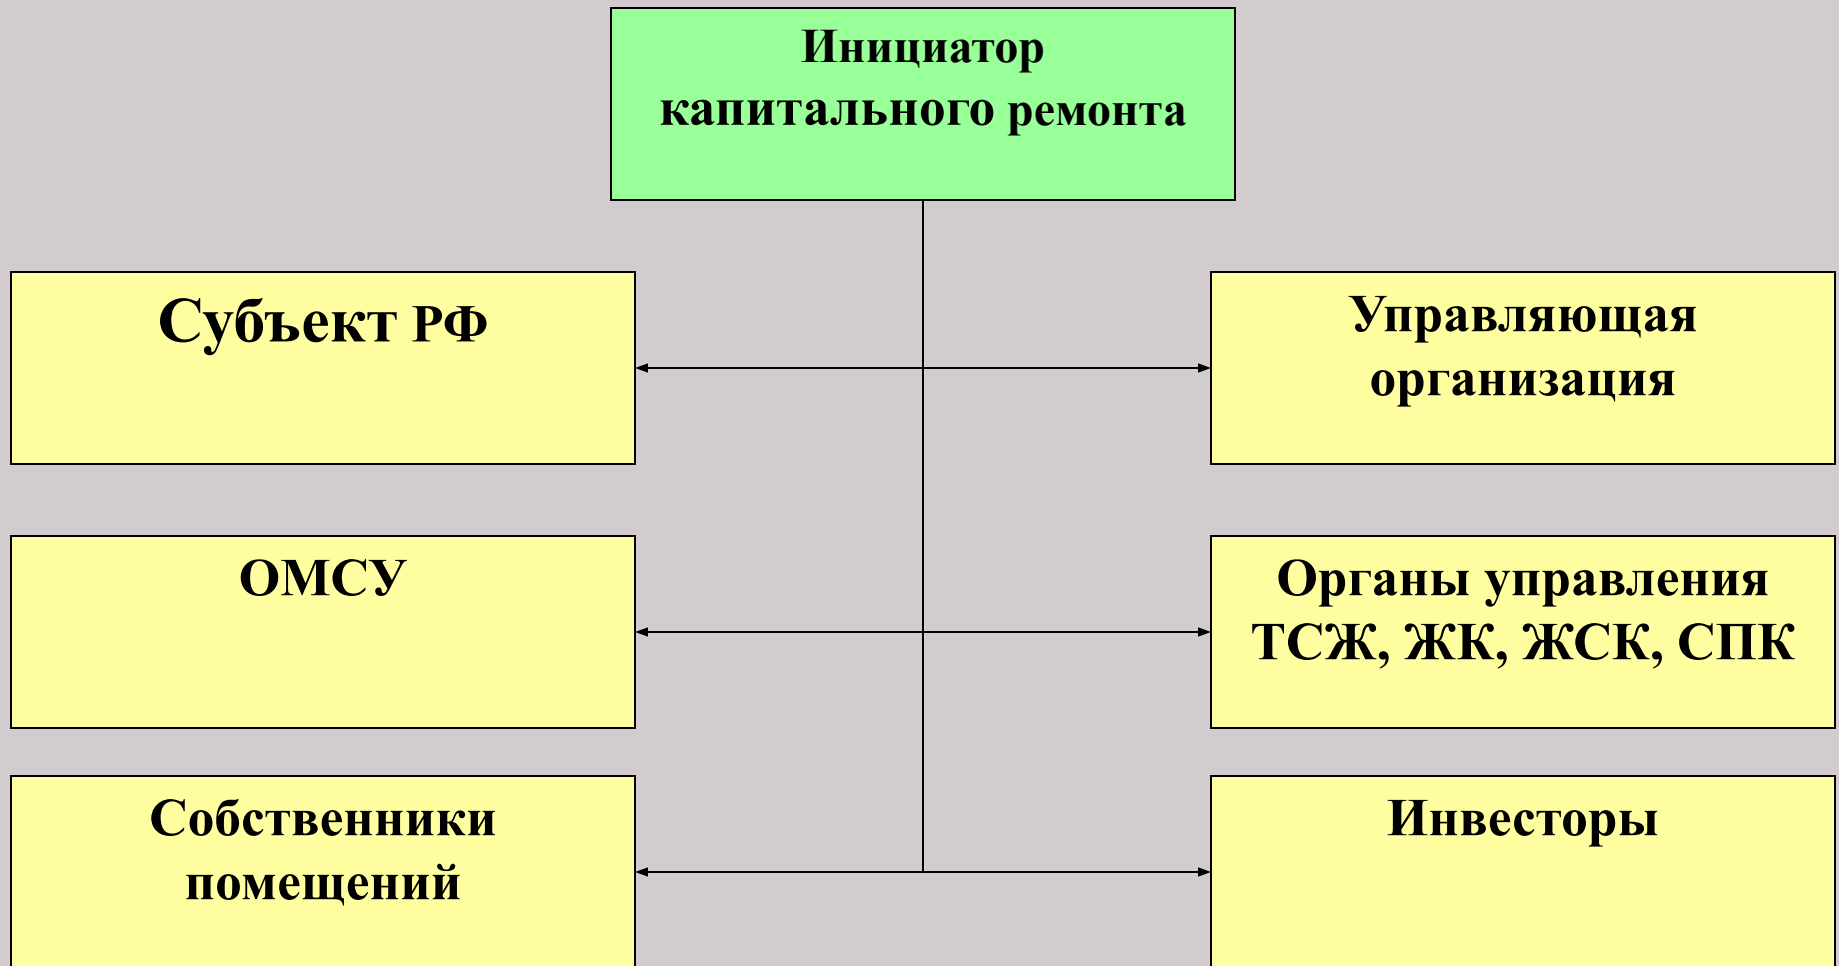 Инициатор
капитального ремонта
Субъект РФ
Управляющая
организация
ОМСУ
Органы управления
ТСЖ, ЖК, ЖСК, СПК
Собственники
помещений
Инвесторы